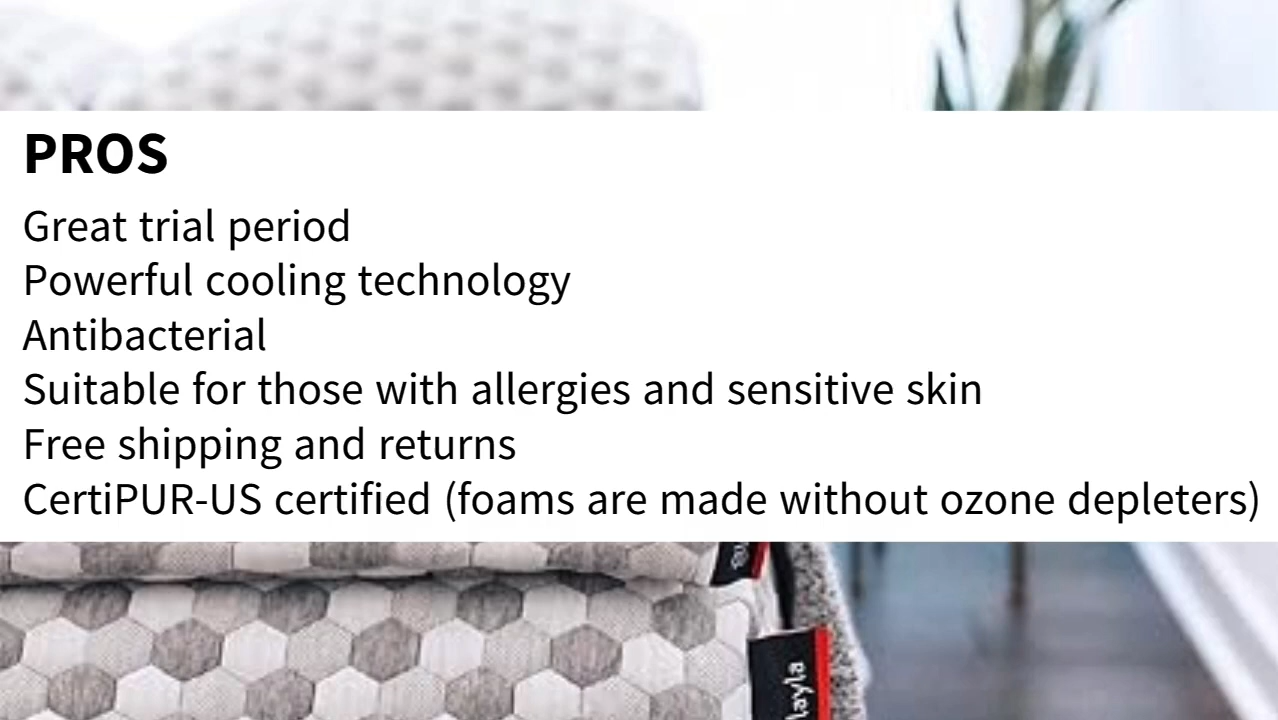 PROS
Great trial period
Powerful cooling technology
Antibacterial
Suitable for those with allergies and sensitive skin
Free shipping and returns
CertiPUR-US certified (foams are made without ozone depleters)
layla